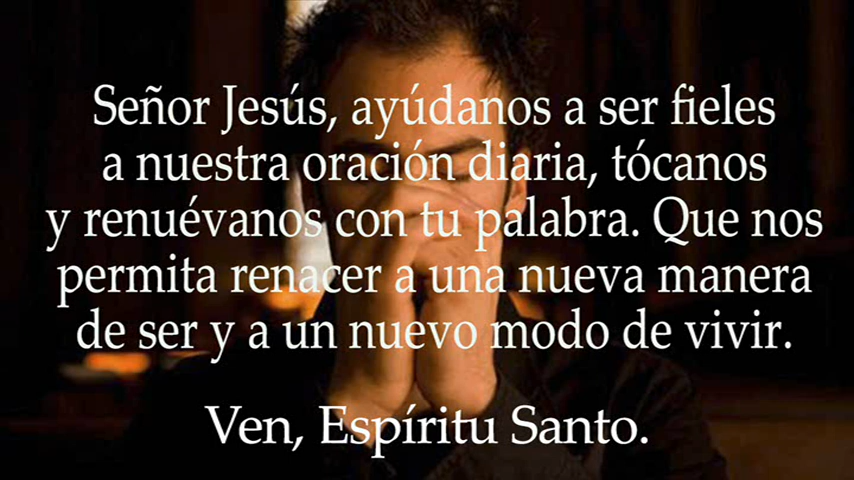 Señor Jesús, ayúdanos a ser fieles
a nuestra oración diaria, tócanos
y renuévanos con tu palabra. Que nos
permita renacer a una nueva manera
de ser y a un nuevo modo de vivir.
Ven, Espíritu Santo.